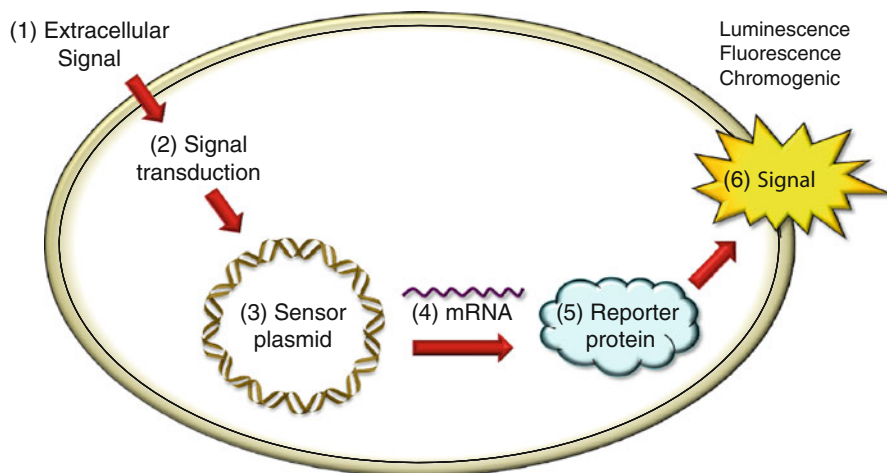 (1) Extracellular
Signal
(2) Signal
transduction
(3) Sensor
plasmid
(4) mRNA
(5) Reporter
protein
(6) Signal
Luminescence
Fluorescence
Chromogenic